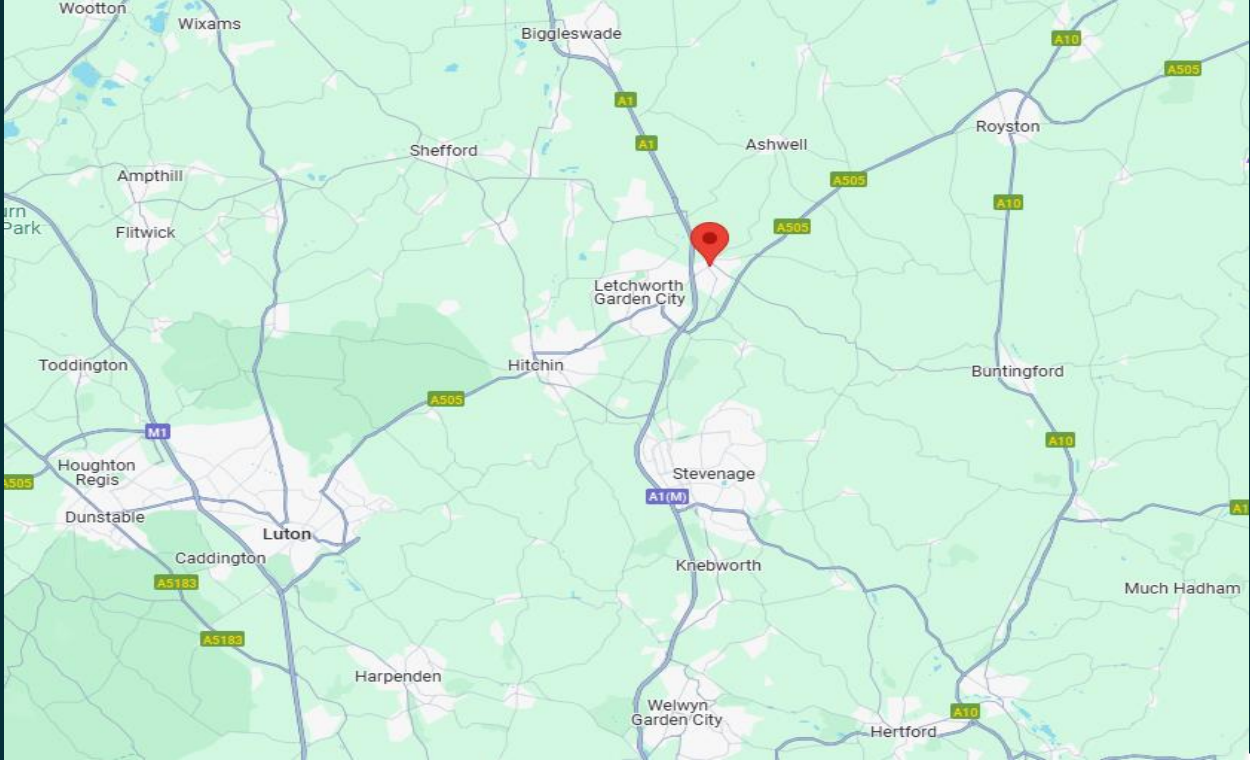 Wootton
Wixams
Biggleswade
A10
A505
A1
Royston
A1
Ashwell
Shefford
Ampthill
A505
A10
Park
Flitwick
A505
Letchworth
Garden City
Toddington
Hitchin
Buntingford
A505
M1
A10
Houghton
Regis
Stevenage
A505
A1(M)
Dunstable
Luton
Caddington
Knebworth
A5183
Much Hadham
A5183
Harpenden
Welwyn
Garden City
A10
Hertford